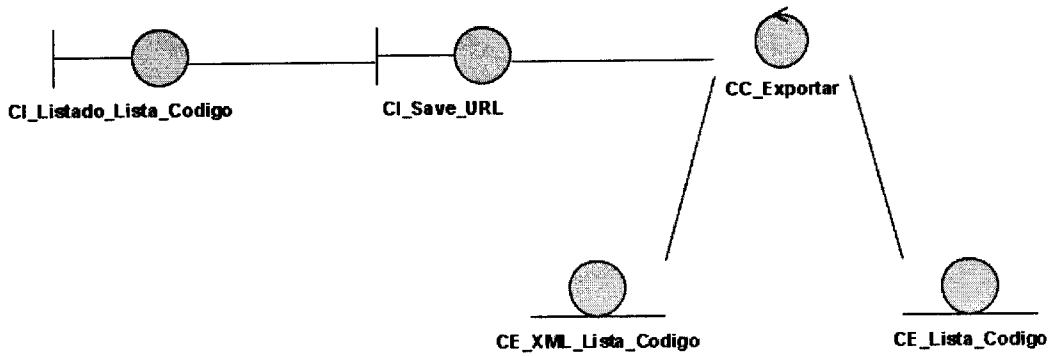 CI_Listado_Lista_Codigo
CI_Save_URL
CC_Exportar
CE_XML_Lista_Codigo
CE_Lista_Codigo